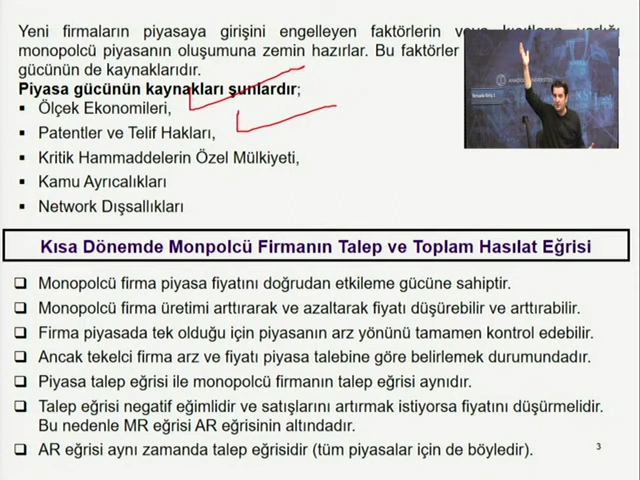 Yeni firmaların piyasaya girişini engelleyen faktörlerin veya kısıtların varlığı
monopolcü piyasanın oluşumuna zemin hazırlar. Bu faktörler
gücünün de kaynaklarıdır.
Piyasa gücünün kaynakları şunlardır;
▪ Ölçek Ekonomileri,
▪ Patentler ve Telif Hakları,
▪ Kritik Hammaddelerin Özel Mülkiyeti,
▪ Kamu Ayrıcalıkları
▪ Network Dışsallıkları
Kısa Dönemde Monpolcü Firmanın Talep ve Toplam Hasılat Eğrisi
❑ Monopolcü firma piyasa fiyatını doğrudan etkileme gücüne sahiptir.
❑ Monopolcü firma üretimi arttırarak ve azaltarak fiyatı düşürebilir ve arttırabilir.
❑ Firma piyasada tek olduğu için piyasanın arz yönünü tamamen kontrol edebilir.
❑ Ancak tekelci firma arz ve fiyatı piyasa talebine göre belirlemek durumundadır.
❑ Piyasa talep eğrisi ile monopolcü firmanın talep eğrisi aynıdır.
❑ Talep eğrisi negatif eğimlidir ve satışlarını artırmak istiyorsa fiyatını düşürmelidir.
Bu nedenle MR eğrisi AR eğrisinin altındadır.
❑ AR eğrisi aynı zamanda talep eğrisidir (tüm piyasalar için de böyledir).
3